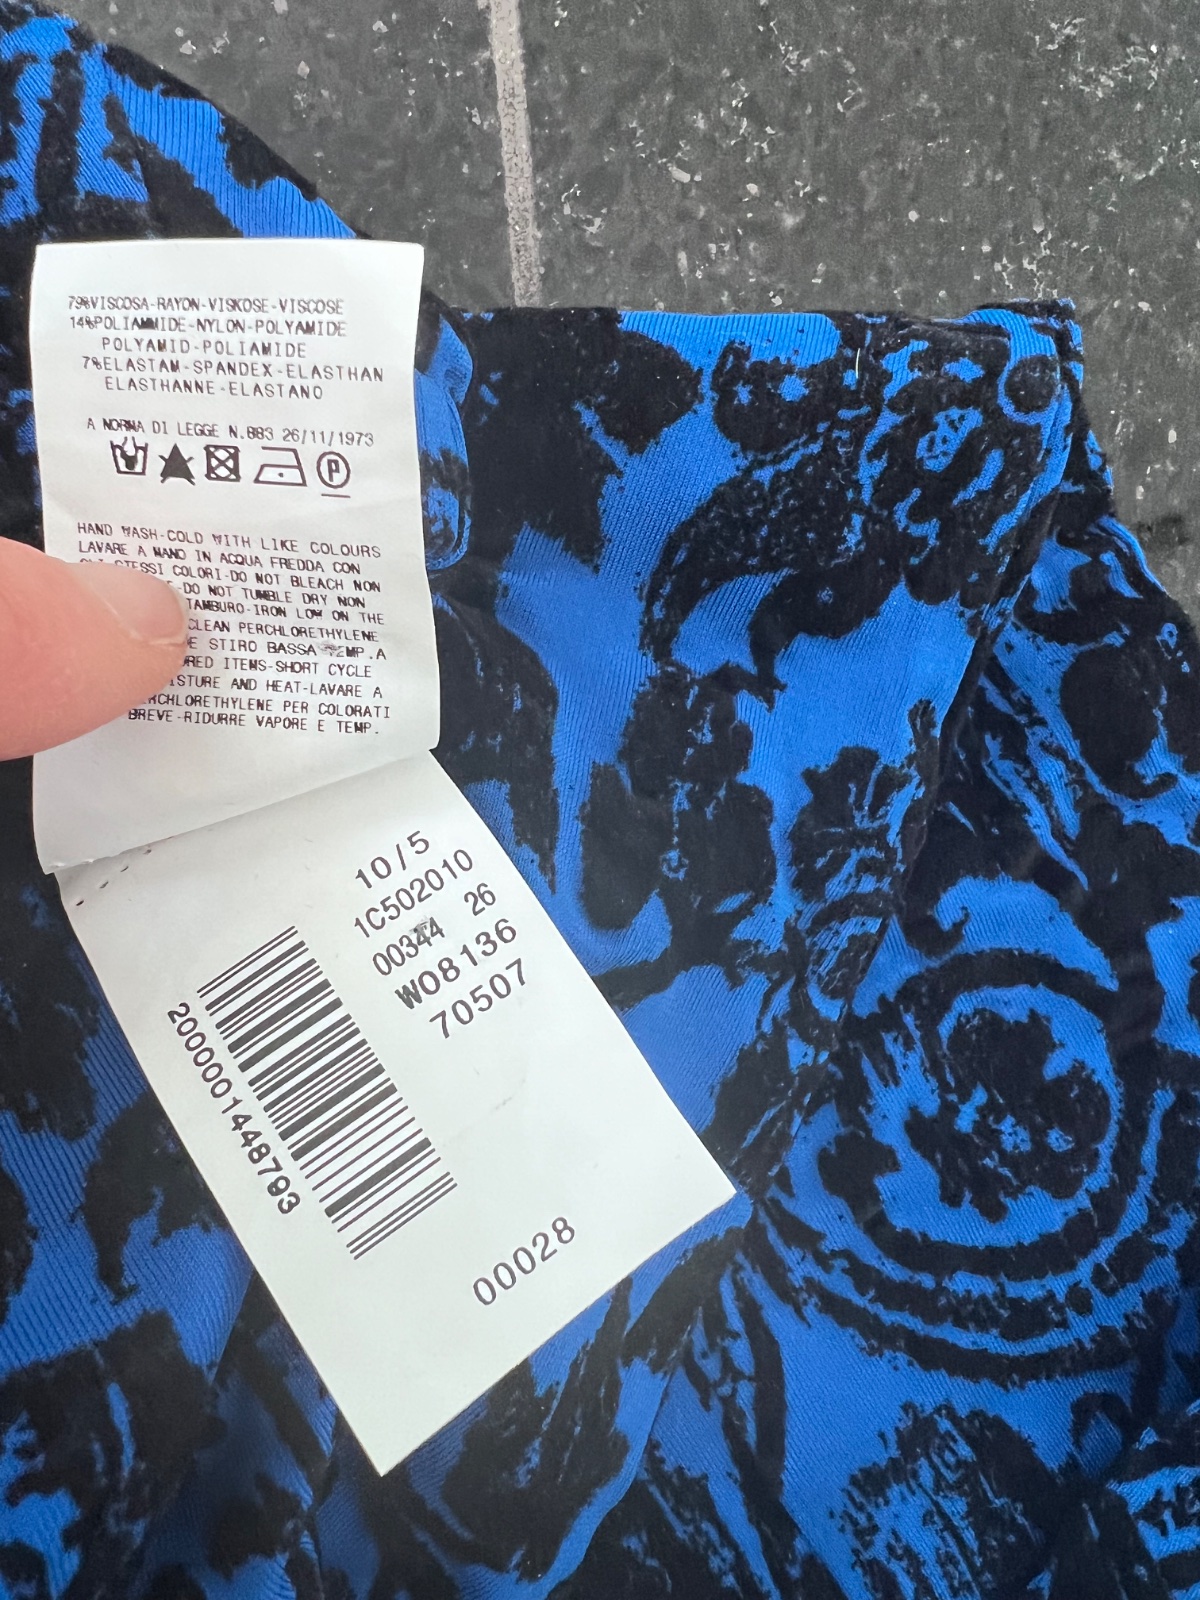 79%VISCOSA-RAYON-VISKOSE-VISCOSE
14%POLIAMMIDE-NYLON-POLYAMIDE
POLYAMID-POLIAMIDE
7%ELASTAM-SPANDEX-ELASTHAN
ELASTHANNE-ELASTANO
A NORMA DI LEGGE N.883 26/11/1973
P
HAND WASH-COLD WITH LIKE COLOURS
LAVARE A MANO IN ACQUA FREDDA CON
STESSI COLORI-DO NOT BLEACH NON
-DO NOT TUMBLE DRY NON
TAMBURO-IRON LOW ON THE
CLEAN PERCHLORETHYLENE
STIRO BASSA TEMP.A
ITEMS-SHORT CYCLE
AND HEAT-LAVARE A
PER COLORATI
BREVE-RIDURRE VAPORE E TEMP.
10/5
1C502010
00344 26
W08136
70507
2000001448793
00028